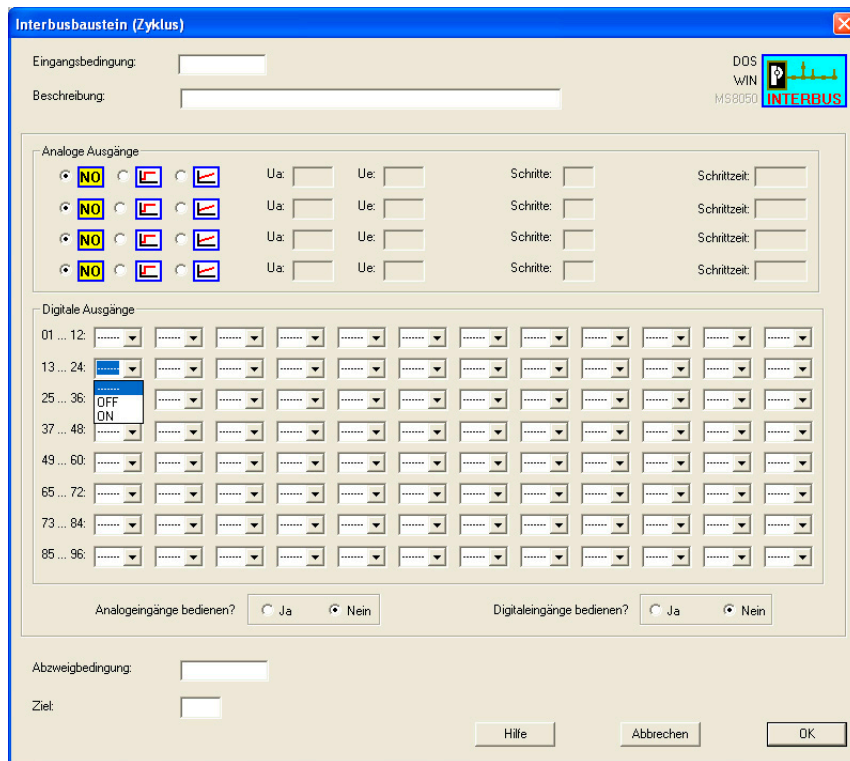 Interbusbaustein (Zyklus)
Eingangsbedingung:
DOS
WIN
MS8050
INTERBUS
Beschreibung:
Analoge Ausgänge
NO Ua: Ue: Schritte: Schrittzeit:
NO Ua: Ue: Schritte: Schrittzeit:
NO Ua: Ue: Schritte: Schrittzeit:
NO Ua: Ue: Schritte: Schrittzeit:
Digitale Ausgänge
01 ... 12: ------ ------ ------ ------ ------ ------ ------ ------ ------ ------ ------ ------
13 ... 24: ------ ------ ------ ------ ------ ------ ------ ------ ------ ------ ------ ------
------
OFF
ON
25 ... 36: ------ ------ ------ ------ ------ ------ ------ ------ ------ ------ ------
37 ... 48: ------ ------ ------ ------ ------ ------ ------ ------ ------ ------ ------ ------
49 ... 60: ------ ------ ------ ------ ------ ------ ------ ------ ------ ------ ------ ------
65 ... 72: ------ ------ ------ ------ ------ ------ ------ ------ ------ ------ ------ ------
73 ... 84: ------ ------ ------ ------ ------ ------ ------ ------ ------ ------ ------ ------
85 ... 96: ------ ------ ------ ------ ------ ------ ------ ------ ------ ------ ------ ------
Analogeingänge bedienen? Ja Nein Digitaleingänge bedienen? Ja Nein
Abzweigbedingung:
Ziel:
Hilfe Abbrechen OK